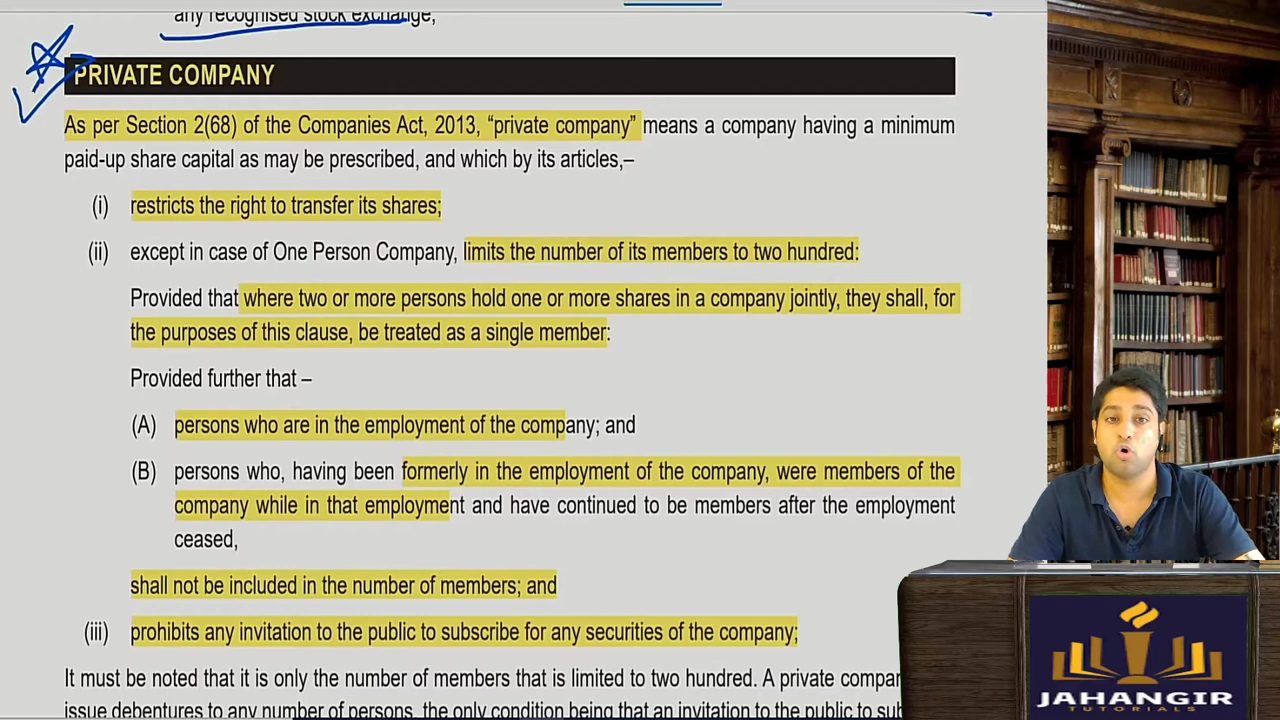 any recognised stock exchange;
PRIVATE COMPANY
As per Section 2(68) of the Companies Act, 2013, “private company” means a company having a minimum
paid-up share capital as may be prescribed, and which by its articles,–
(i) restricts the right to transfer its shares;
(ii) except in case of One Person Company, limits the number of its members to two hundred:
Provided that where two or more persons hold one or more shares in a company jointly, they shall, for
the purposes of this clause, be treated as a single member:
Provided further that –
(A) persons who are in the employment of the company; and
(B) persons who, having been formerly in the employment of the company, were members of the
company while in that employment and have continued to be members after the employment
ceased,
shall not be included in the number of members; and
(iii) prohibits any invitation to the public to subscribe for any securities of the company;
It must be noted that it is only the number of members that is limited to two hundred. A private
issue debentures to any number of persons, the only condition being that an invitation to the public to
JAHANGIR
TUTORIALS